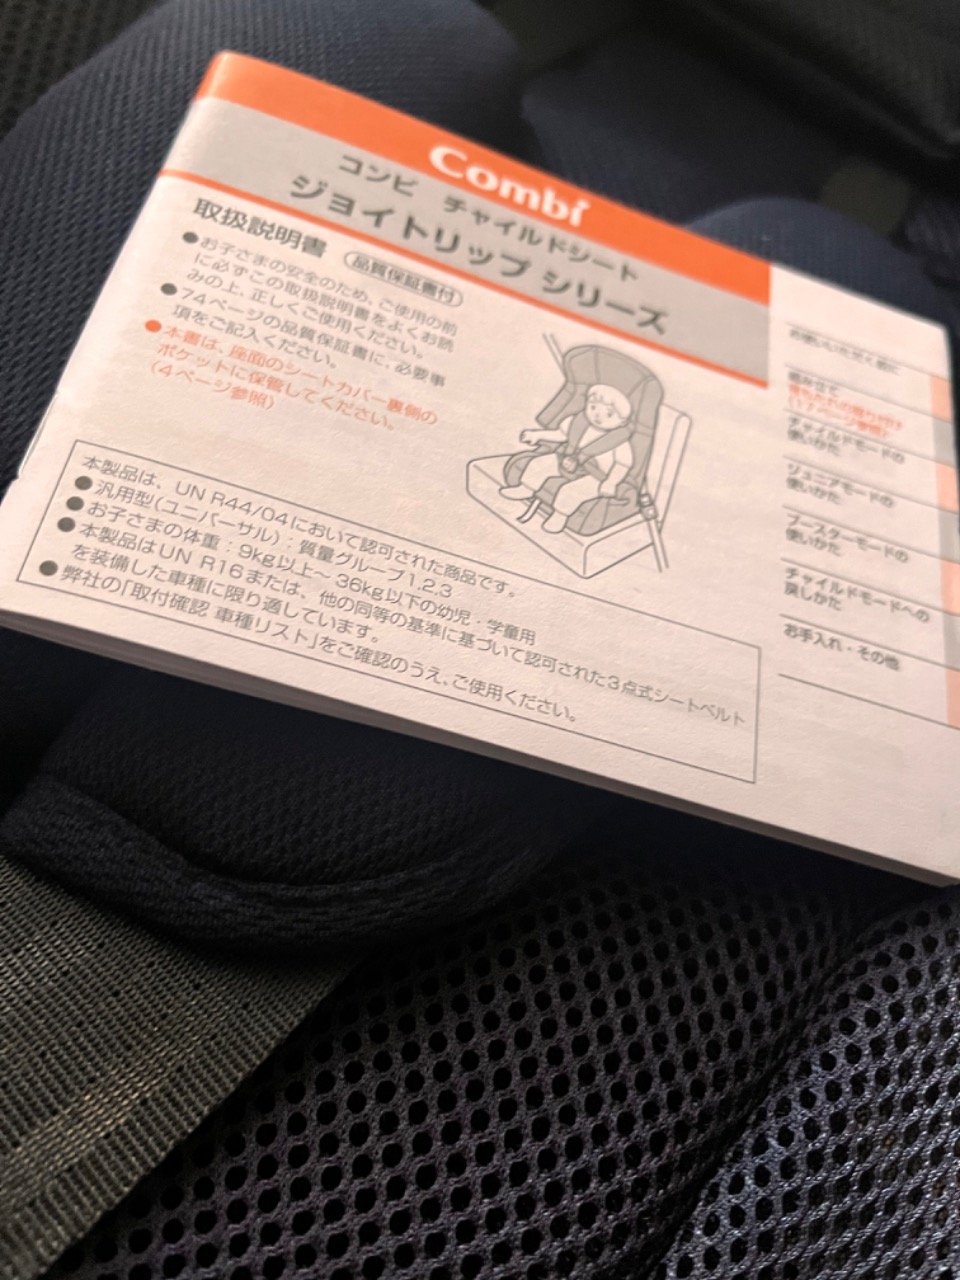 Combi
コンビ チャイルドシート
ジョイトリップ シリーズ
取扱説明書 品質保証書付
●お子さまの安全のため、ご使用の前
に必ずこの取扱説明書をよくお読
みの上、正しくご使用ください。
●74ページの品質保証書に、必要事
項をご記入ください。
●本書は、座面のシートカバー裏側の
ポケットに保管してください。
(4ページ参照)
本製品は、UN R44/04において認可された商品です。
●汎用型(ユニバーサル):質量グループ1,2,3
●お子さまの体重:9kg以上～36kg以下の幼児・学童用
●本製品はUN R16または、他の同等の基準に基づいて認可された3点式シートベルト
を装備した車種に限り適しています。
●弊社の「取付確認 車種リスト」をご確認のうえ、ご使用ください。
お使いいただく前に
(17ページ参照)
チャイルドモードの
使いかた
ジュニアモードの
使いかた
ブースターモードの
使いかた
チャイルドモードへの
戻しかた
お手入れ・その他